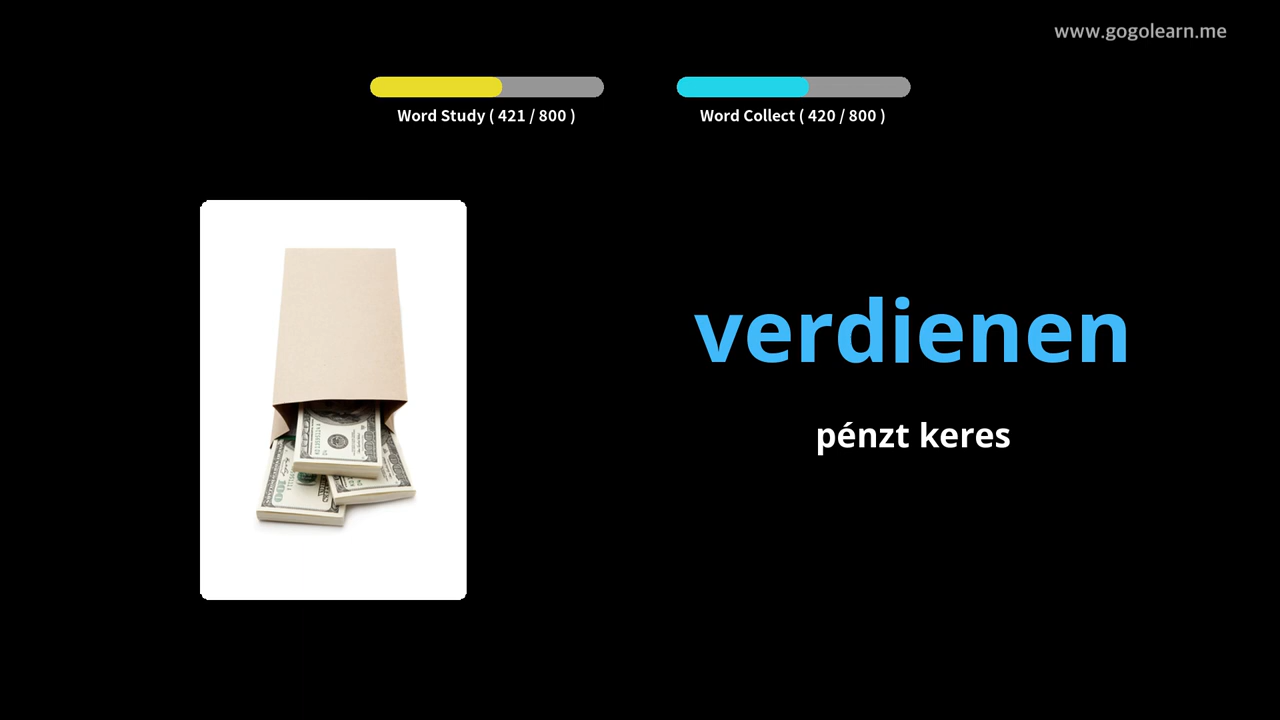 www.gogolearn.me
Word Study ( 421 / 800 )
Word Collect ( 420 / 800 )
verdienen
pénzt keres